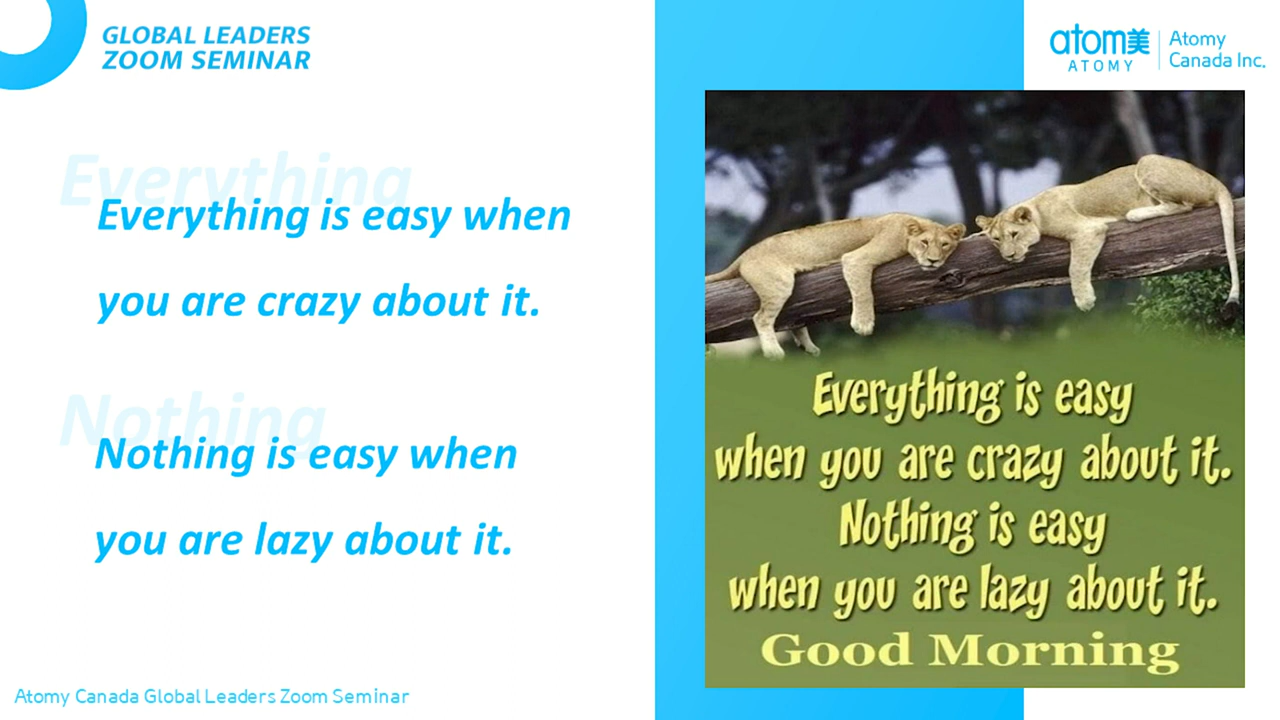 GLOBAL LEADERS
ZOOM SEMINAR
atom美
ATOMY
Atomy
Canada Inc.
Everything
Everything is easy when
you are crazy about it.
Nothing
Nothing is easy when
you are lazy about it.
Everything is easy
when you are crazy about it.
Nothing is easy
when you are lazy about it.
Good Morning
Atomy Canada Global Leaders Zoom Seminar